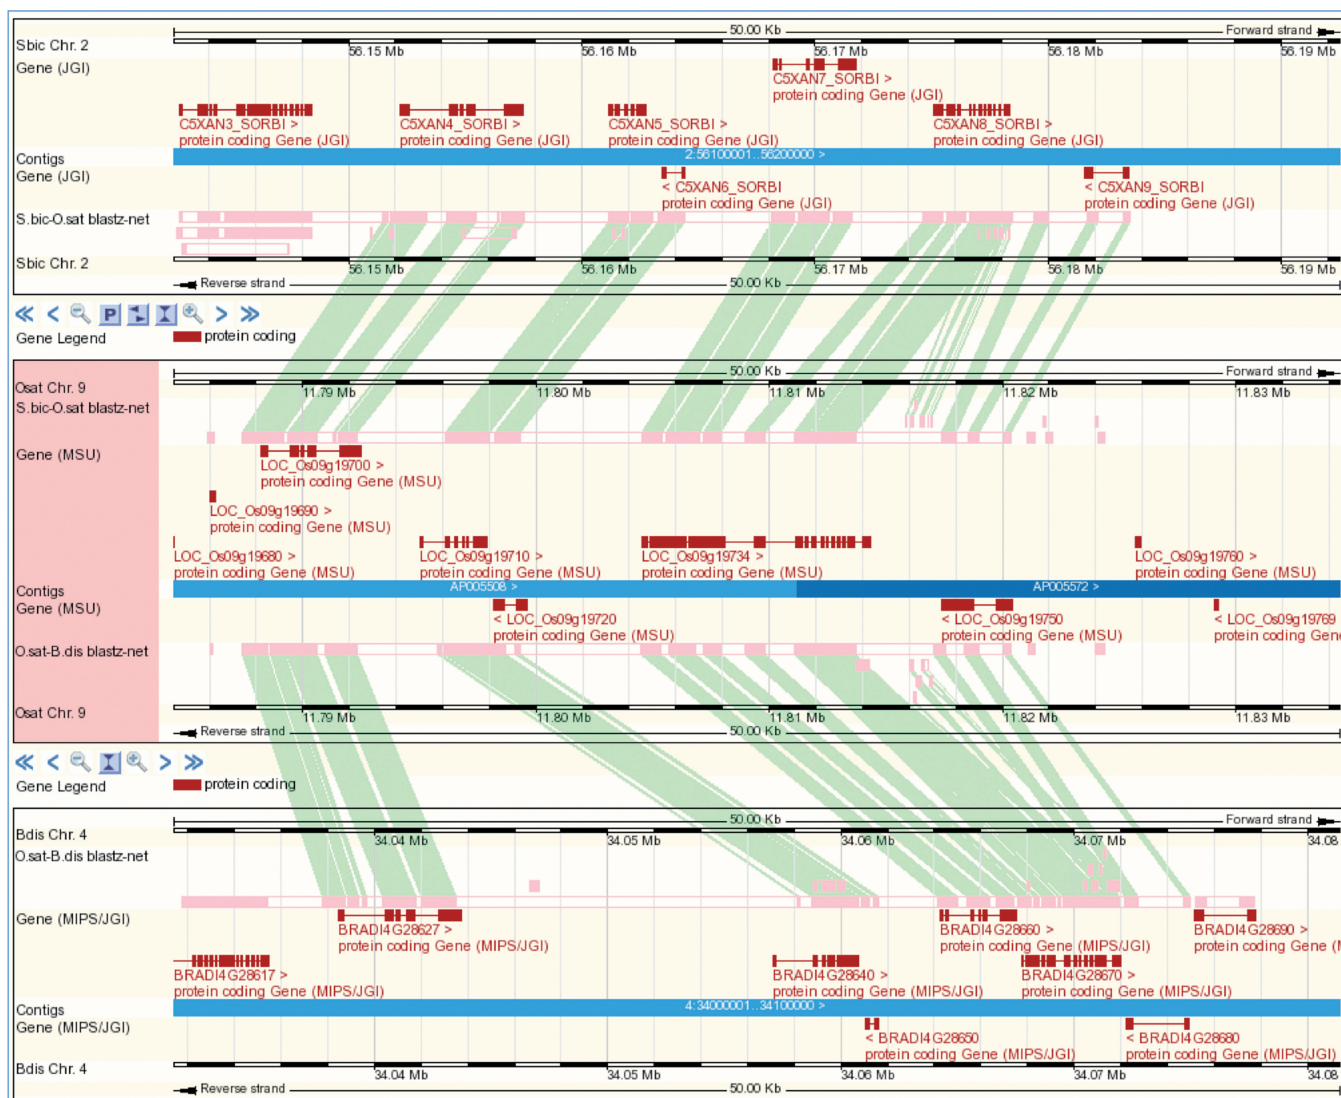 50.00 Kb
Forward strand
Sbic Chr. 2
56.15 Mb 56.16 Mb 56.17 Mb 56.18 Mb 56.19 Mb
Gene (JGI)
C5XAN7_SORBI >
protein coding Gene (JGI)
C5XAN3_SORBI > C5XAN4_SORBI > C5XAN5_SORBI > C5XAN8_SORBI >
protein coding Gene (JGI) protein coding Gene (JGI) protein coding Gene (JGI) protein coding Gene (JGI)
Contigs 2:56100001..56200000 >
Gene (JGI)
< C5XAN6_SORBI < C5XAN9_SORBI
protein coding Gene (JGI) protein coding Gene (JGI)
S.bic-O.sat blastz-net
Sbic Chr. 2
56.15 Mb 56.16 Mb 56.17 Mb 56.18 Mb 56.19 Mb
Reverse strand 50.00 Kb
P
Gene Legend protein coding
50.00 Kb Forward strand
Osat Chr. 9
11.79 Mb 11.80 Mb 11.81 Mb 11.82 Mb 11.83 Mb
S.bic-O.sat blastz-net
Gene (MSU)
LOC_Os09g19700 >
protein coding Gene (MSU)
LOC_Os09g19690 >
protein coding Gene (MSU)
LOC_Os09g19680 > LOC_Os09g19710 > LOC_Os09g19734 > LOC_Os09g19760 >
protein coding Gene (MSU) protein coding Gene (MSU) protein coding Gene (MSU) protein coding Gene (MSU)
Contigs AP005508 > AP005572 >
Gene (MSU)
< LOC_Os09g19720 < LOC_Os09g19750 < LOC_Os09g19769
protein coding Gene (MSU) protein coding Gene (MSU) protein coding Gen
O.sat-B.dis blastz-net
Osat Chr. 9
11.79 Mb 11.80 Mb 11.81 Mb 11.82 Mb 11.83 Mb
Reverse strand 50.00 Kb
Gene Legend protein coding
50.00 Kb Forward strand
Bdis Chr. 4
34.04 Mb 34.05 Mb 34.06 Mb 34.07 Mb 34.08
O.sat-B.dis blastz-net
Gene (MIPS/JGI)
BRADI4G28627 > BRADI4G28660 > BRADI4G28690 >
protein coding Gene (MIPS/JGI) protein coding Gene (MIPS/JGI) protein coding Gene (M
BRADI4G28617 > BRADI4G28640 > BRADI4G28670 >
protein coding Gene (MIPS/JGI) protein coding Gene (MIPS/JGI) protein coding Gene (MIPS/JGI)
Contigs 4:34000001..34100000 >
Gene (MIPS/JGI)
< BRADI4G28650 < BRADI4G28680
protein coding Gene (MIPS/JGI) protein coding Gene (MIPS/JGI)
Bdis Chr. 4
34.04 Mb 34.05 Mb 34.06 Mb 34.07 Mb 34.08
Reverse strand 50.00 Kb